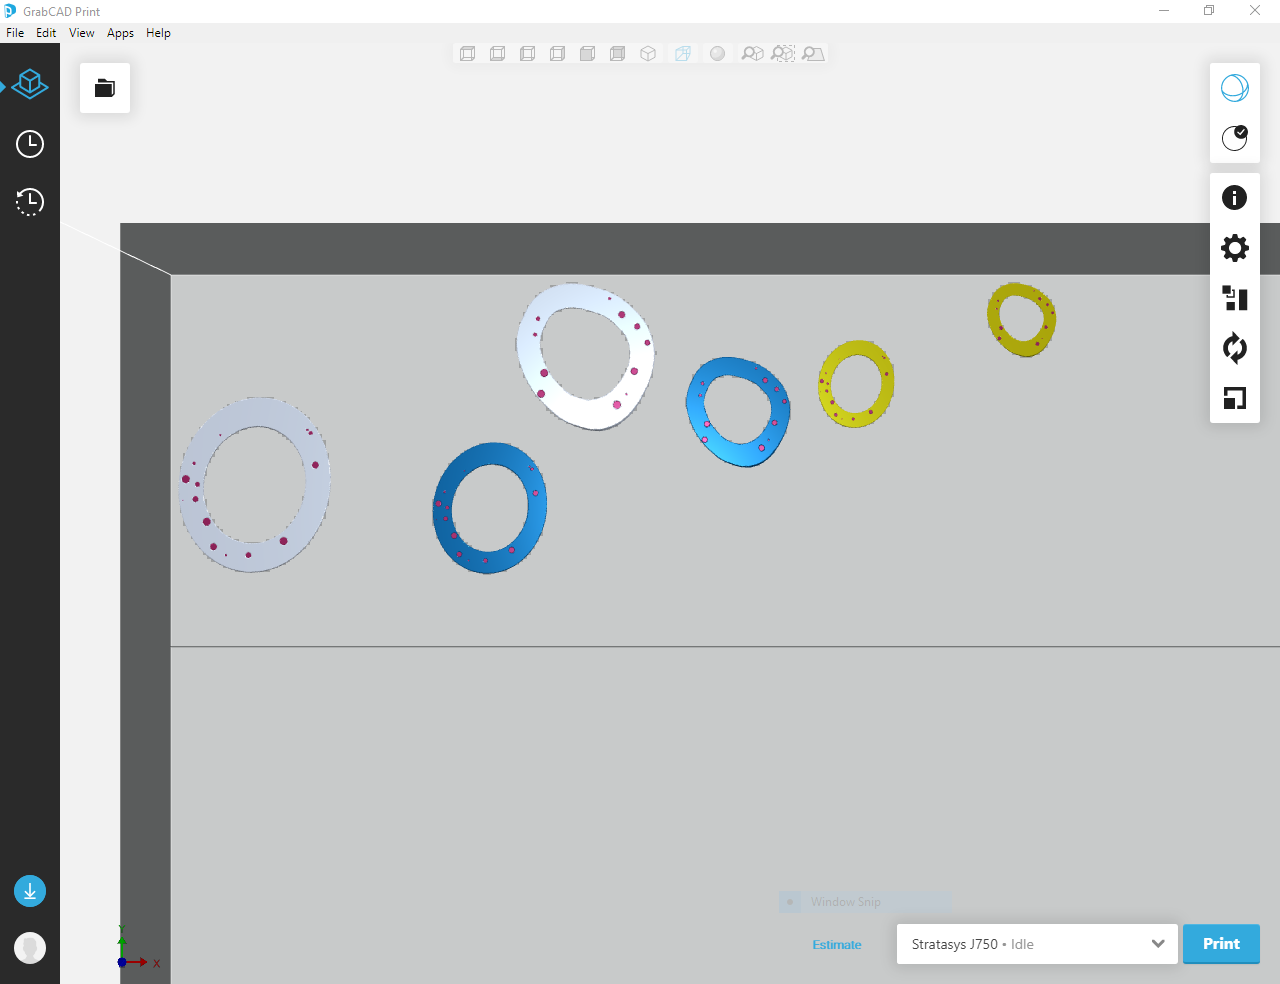 GrabCAD Print
File Edit View Apps Help
Window Snip
Estimate
Stratasys J750 • Idle
Print
Y
X